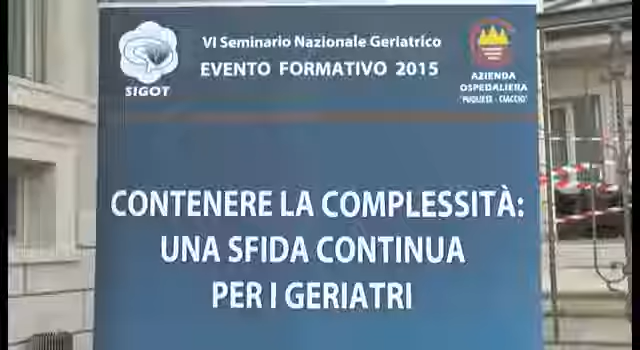 VI Seminario Nazionale Geriatrico
EVENTO FORMATIVO 2015
SIGOT
AZIENDA
OSPEDALIERA
"PUGLIESE - CIACCIO"
CONTENERE LA COMPLESSITÀ:
UNA SFIDA CONTINUA
PER I GERIATRI